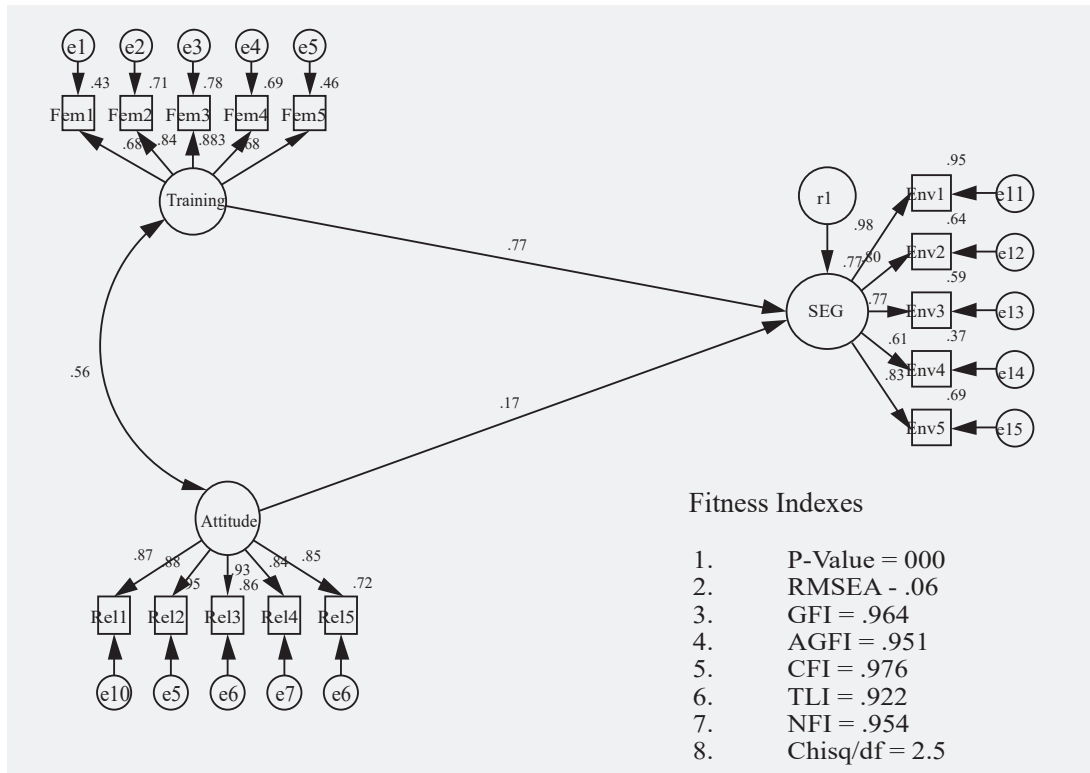 e1 e2 e3 e4 e5
.43 .71 .78 .69 .46
Fem1 Fem2 Fem3 Fem4 Fem5
.68 .84 .883 .68
Training
.77
.56
.17
r1
SEG
.77
.95
.98 Env1 e11
.64
.80 Env2 e12
.59
.77 Env3 e13
.37
.61 Env4 e14
.69
.83 Env5 e15
Attitude
.87 .88 .93 .84 .85
.95 .86 .72
Rel1 Rel2 Rel3 Rel4 Rel5
e10 e5 e6 e7 e6
Fitness Indexes
1. P-Value = 000
2. RMSEA - .06
3. GFI = .964
4. AGFI = .951
5. CFI = .976
6. TLI = .922
7. NFI = .954
8. Chisq/df = 2.5